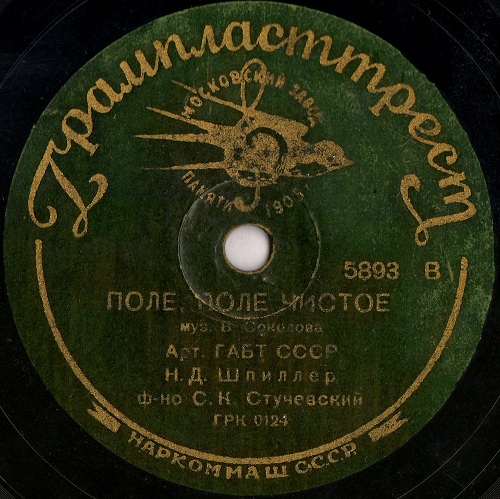 Грампласттрест
МОСКОВСКИЙ ЗАВОД
ПАМЯТИ 1905 г.
5893 В
ПОЛЕ, ПОЛЕ ЧИСТОЕ
муз. В. Соколова
Арт. ГАБТ СССР
Н. Д. Шпиллер
ф-но С. К. Стучевский
ГРК 0124
НАРКОММАШ СССР